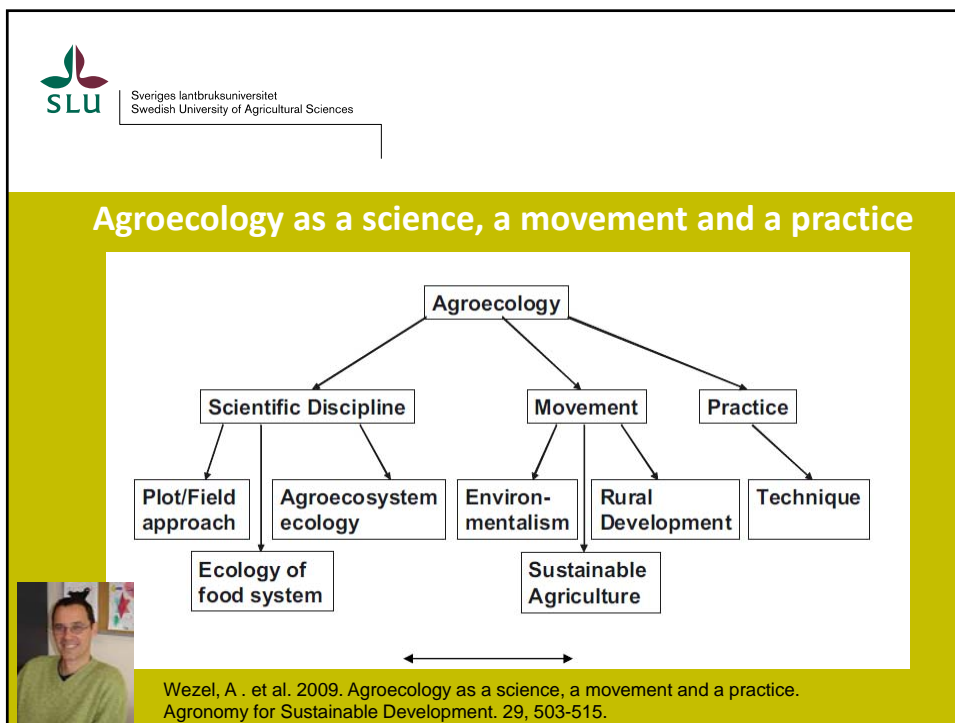 SLU
Sveriges lantbruksuniversitet
Swedish University of Agricultural Sciences
Agroecology as a science, a movement and a practice
Agroecology
Scientific Discipline
Movement
Practice
Plot/Field
approach
Agroecosystem
ecology
Environ-
mentalism
Rural
Development
Technique
Ecology of
food system
Sustainable
Agriculture
Wezel, A . et al. 2009. Agroecology as a science, a movement and a practice.
Agronomy for Sustainable Development. 29, 503-515.